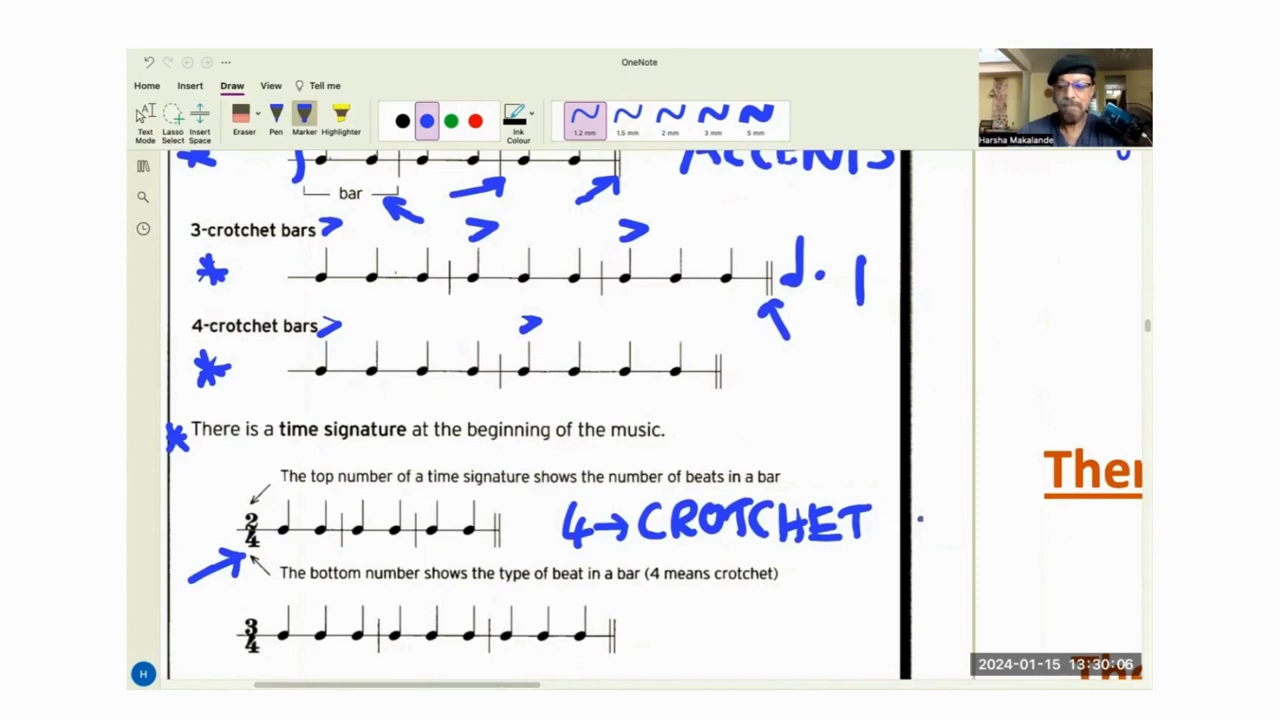 OneNote
Home Insert Draw View Tell me
Text Mode
Lasso Select
Insert Space
Eraser
Pen
Marker
Highlighter
Ink Colour
1.2 mm
1.5 mm
2 mm
3 mm
5 mm
Harsha Makalande
ACCENTS
bar
3-crotchet bars >
> >
4-crotchet bars >
>
There is a time signature at the beginning of the music.
The top number of a time signature shows the number of beats in a bar
2
4
4→CROTCHET
The bottom number shows the type of beat in a bar (4 means crotchet)
3
4
H
2024-01-15 13:30:06